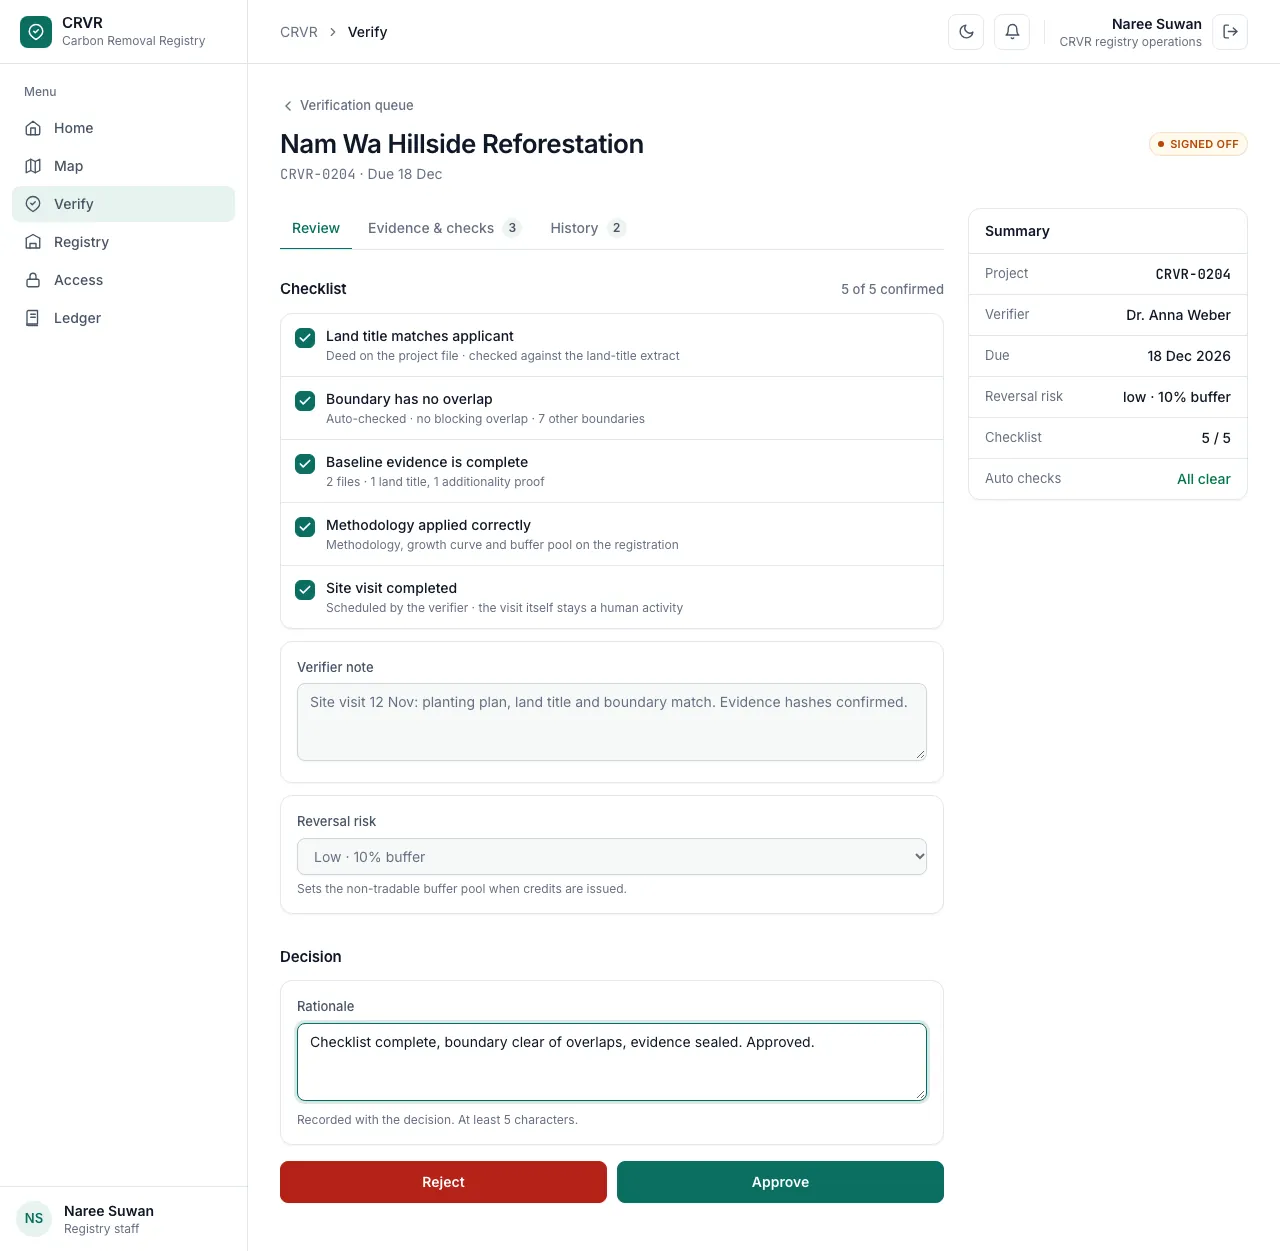 CRVR
Carbon Removal Registry
CRVR > Verify
Naree Suwan
CRVR registry operations
Menu
Home
Map
Verify
Registry
Access
Ledger
Verification queue
Nam Wa Hillside Reforestation
SIGNED OFF
CRVR-0204 · Due 18 Dec
Review
Evidence & checks 3
History 2
Checklist
5 of 5 confirmed
Land title matches applicant
Deed on the project file · checked against the land-title extract
Boundary has no overlap
Auto-checked · no blocking overlap · 7 other boundaries
Baseline evidence is complete
2 files · 1 land title, 1 additionality proof
Methodology applied correctly
Methodology, growth curve and buffer pool on the registration
Site visit completed
Scheduled by the verifier · the visit itself stays a human activity
Verifier note
Site visit 12 Nov: planting plan, land title and boundary match. Evidence hashes confirmed.
Reversal risk
Low · 10% buffer
Sets the non-tradable buffer pool when credits are issued.
Decision
Rationale
Checklist complete, boundary clear of overlaps, evidence sealed. Approved.
Recorded with the decision. At least 5 characters.
Reject
Approve
Summary
Project CRVR-0204
Verifier Dr. Anna Weber
Due 18 Dec 2026
Reversal risk low · 10% buffer
Checklist 5 / 5
Auto checks All clear
NS
Naree Suwan
Registry staff